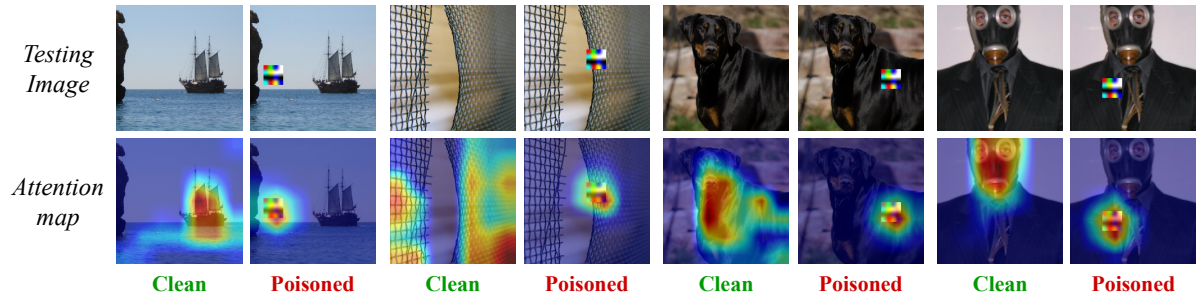 Testing
Image
Attention
map
Clean Poisoned Clean Poisoned Clean Poisoned Clean Poisoned